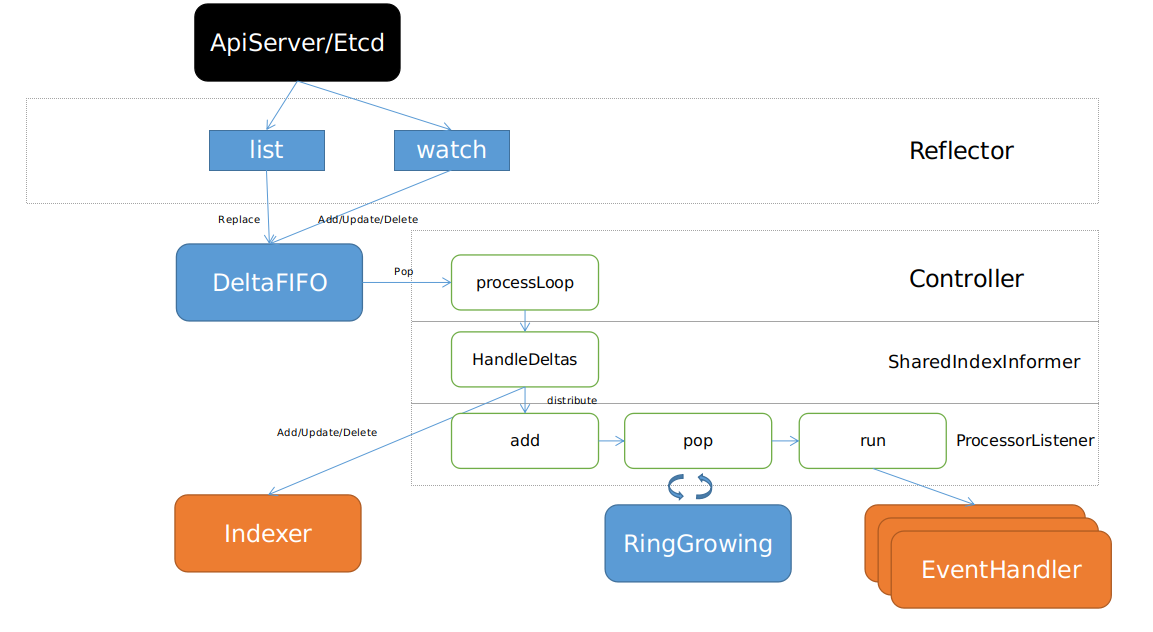 ApiServer/Etcd
list
watch
Reflector
Replace
Add/Update/Delete
DeltaFIFO
Pop
processLoop
Controller
HandleDeltas
SharedIndexInformer
distribute
Add/Update/Delete
add
pop
run
ProcessorListener
Indexer
RingGrowing
EventHandler